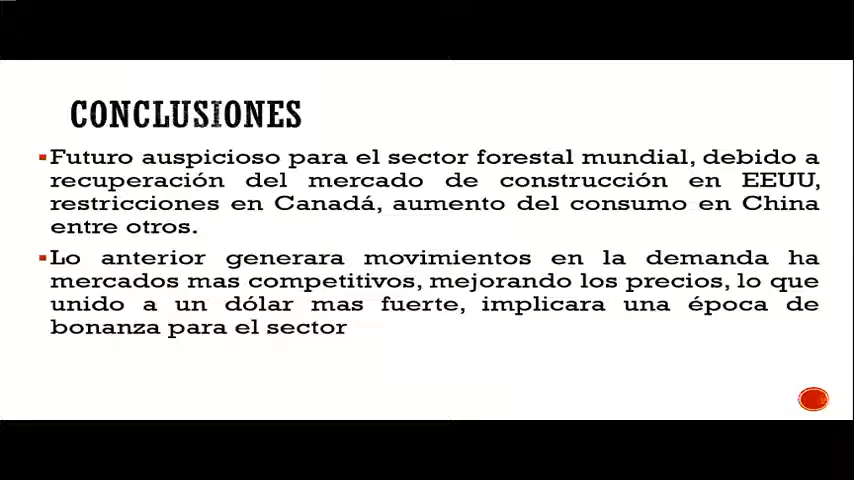 CONCLUSIONES
▪Futuro auspicioso para el sector forestal mundial, debido a
recuperación del mercado de construcción en EEUU,
restricciones en Canadá, aumento del consumo en China
entre otros.
▪Lo anterior generara movimientos en la demanda ha
mercados mas competitivos, mejorando los precios, lo que
unido a un dólar mas fuerte, implicara una época de
bonanza para el sector